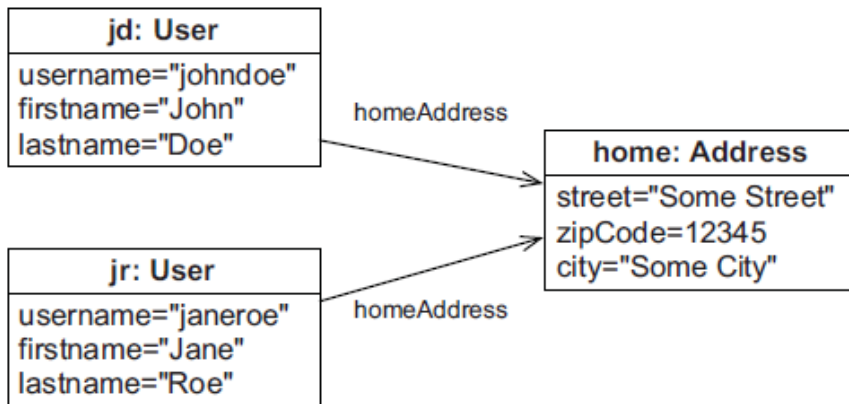 jd: User
username="johndoe"
firstname="John"
lastname="Doe"
homeAddress
home: Address
street="Some Street"
zipCode=12345
city="Some City"
jr: User
username="janeroe"
firstname="Jane"
lastname="Roe"
homeAddress